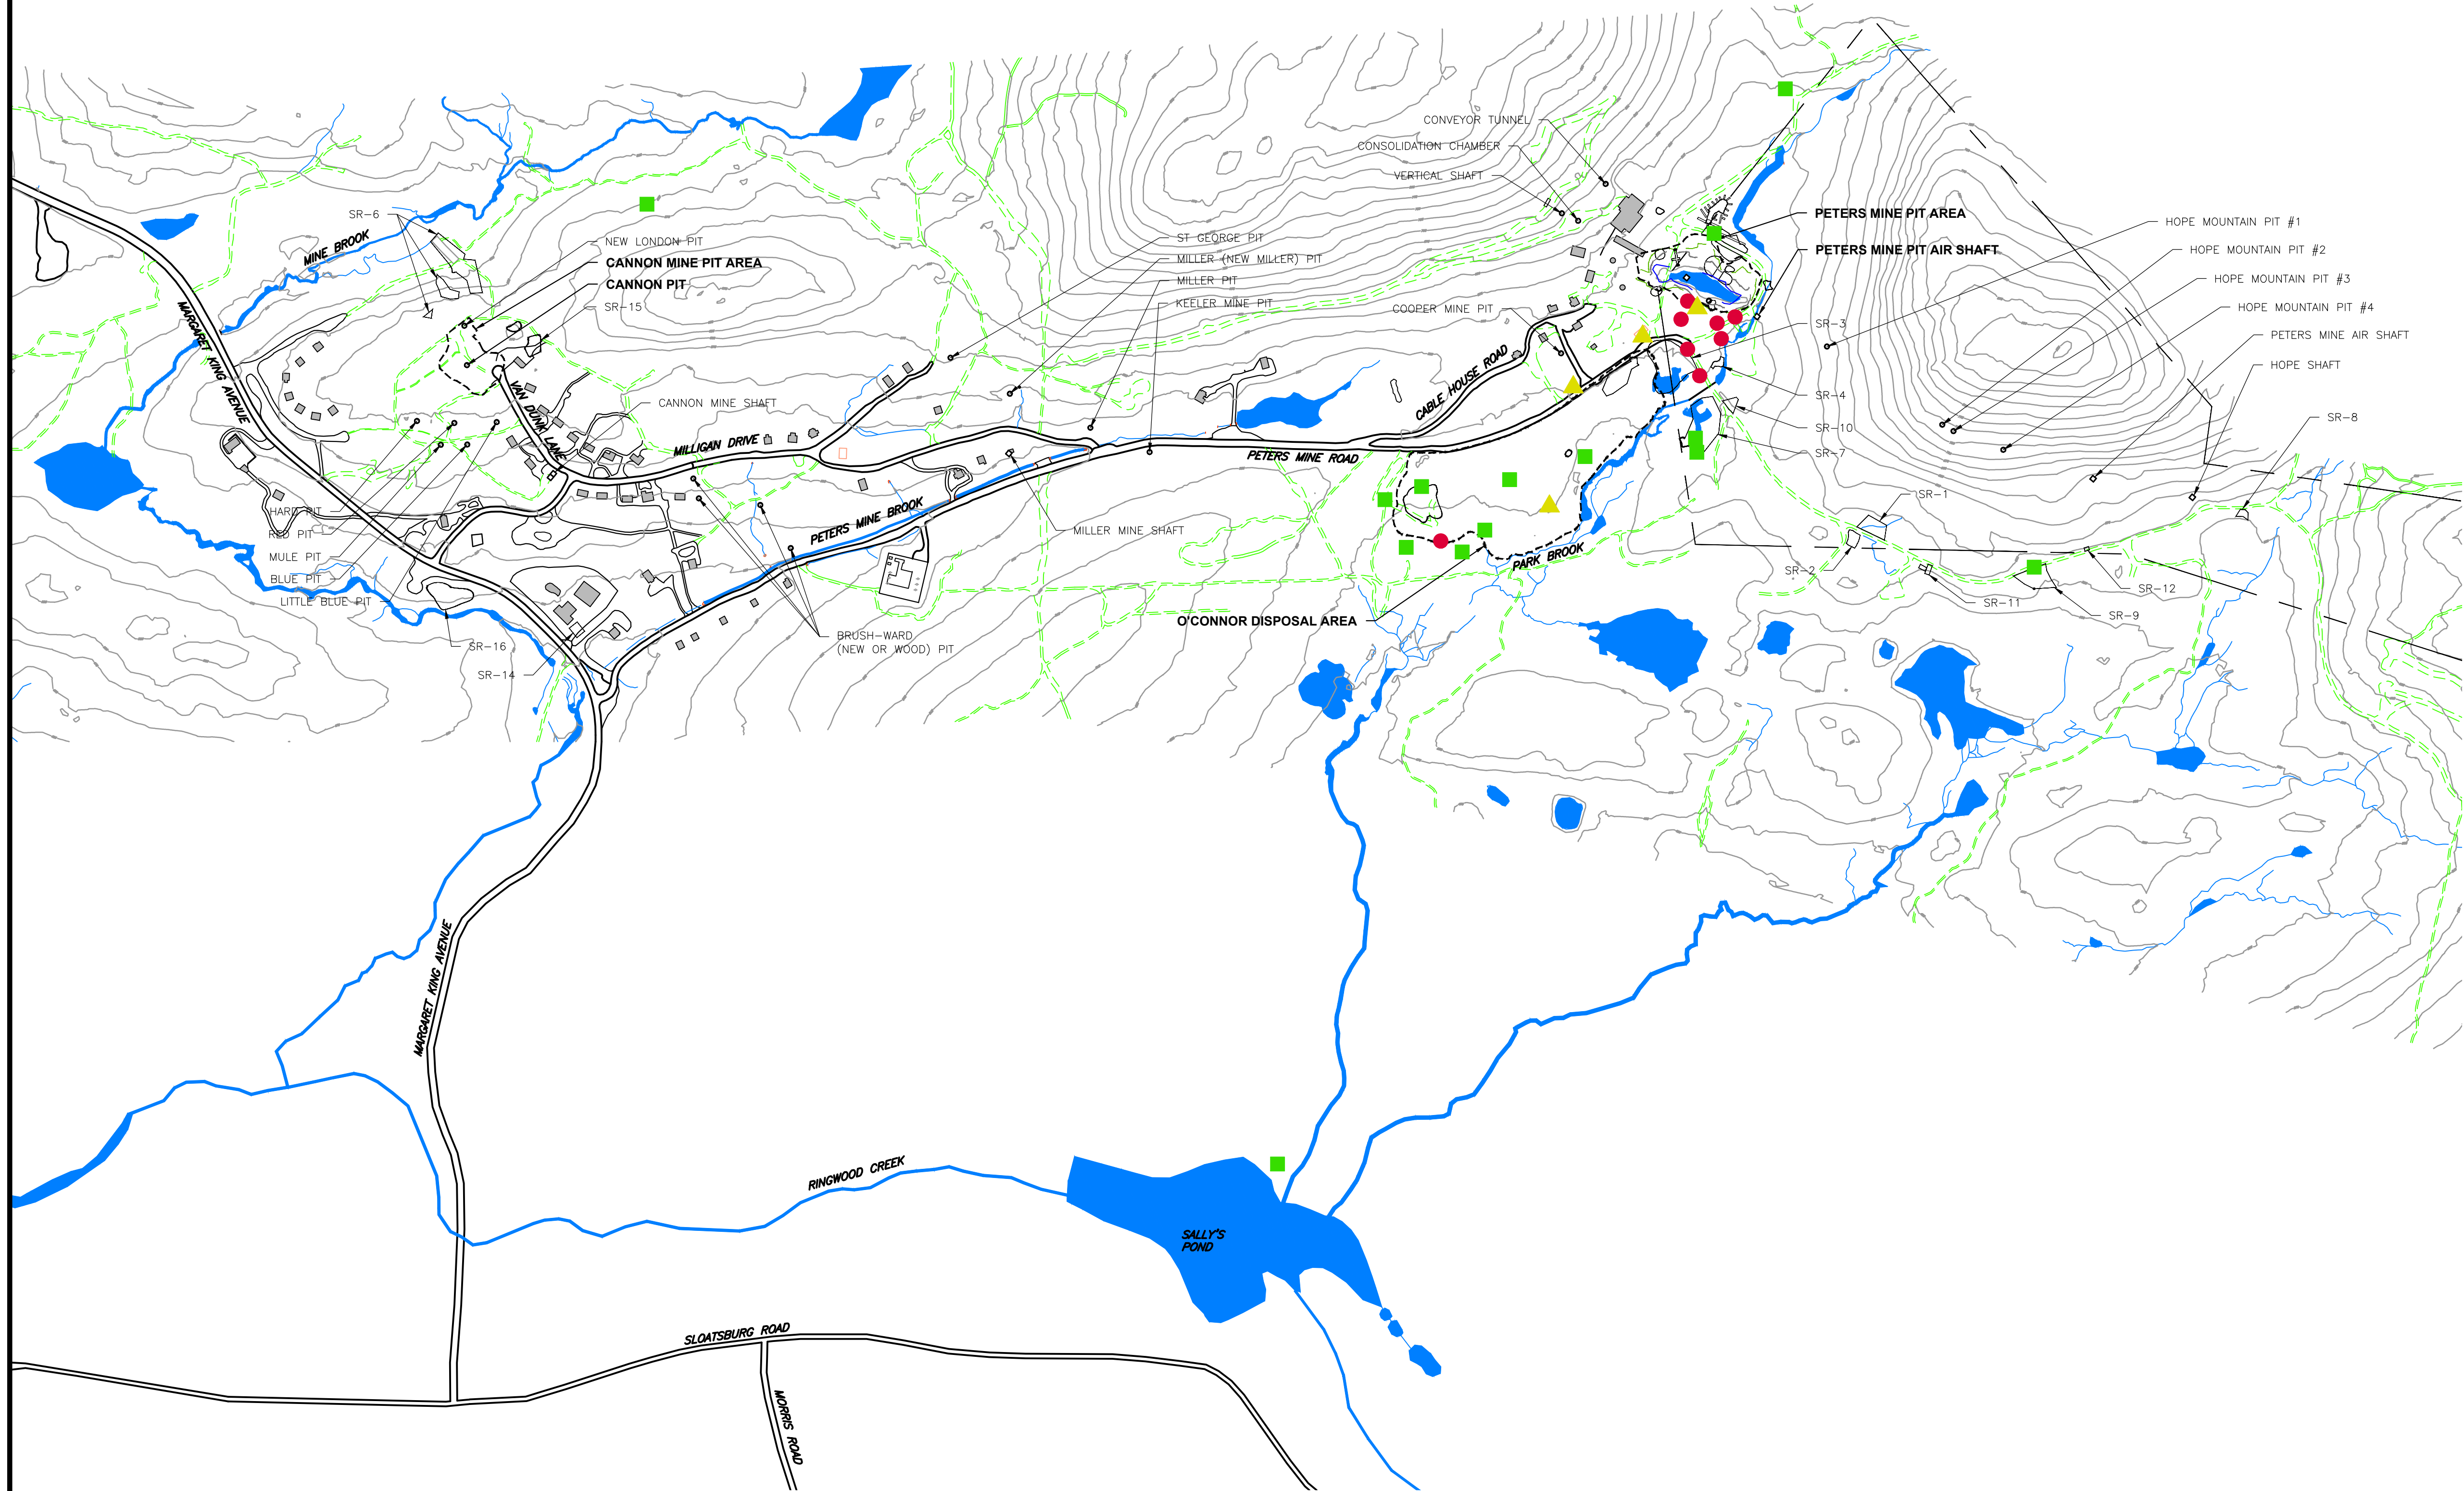 CONVEYOR TUNNEL
CONSOLIDATION CHAMBER
VERTICAL SHAFT
SR-6
MINE BROOK
NEW LONDON PIT
CANNON MINE PIT AREA
CANNON PIT
SR-15
ST GEORGE PIT
MILLER (NEW MILLER) PIT
MILLER PIT
KEELER MINE PIT
COOPER MINE PIT
PETERS MINE PIT AREA
PETERS MINE PIT AIR SHAFT
HOPE MOUNTAIN PIT #1
HOPE MOUNTAIN PIT #2
HOPE MOUNTAIN PIT #3
HOPE MOUNTAIN PIT #4
PETERS MINE AIR SHAFT
HOPE SHAFT
SR-8
SR-3
SR-4
SR-10
SR-7
SR-1
MARGARET KING AVENUE
VAN DUNK LANE
CANNON MINE SHAFT
MILLIGAN DRIVE
CABLE HOUSE ROAD
PETERS MINE ROAD
HARD PIT
RED PIT
MULE PIT
BLUE PIT
LITTLE BLUE PIT
PETERS MINE BROOK
MILLER MINE SHAFT
PARK BROOK
SR-2
SR-11
SR-12
SR-9
O'CONNOR DISPOSAL AREA
BRUSH-WARD
(NEW OR WOOD) PIT
SR-16
SR-14
MARGARET KING AVENUE
RINGWOOD CREEK
SALLY'S
POND
SLOATSBURG ROAD
MORRIS ROAD